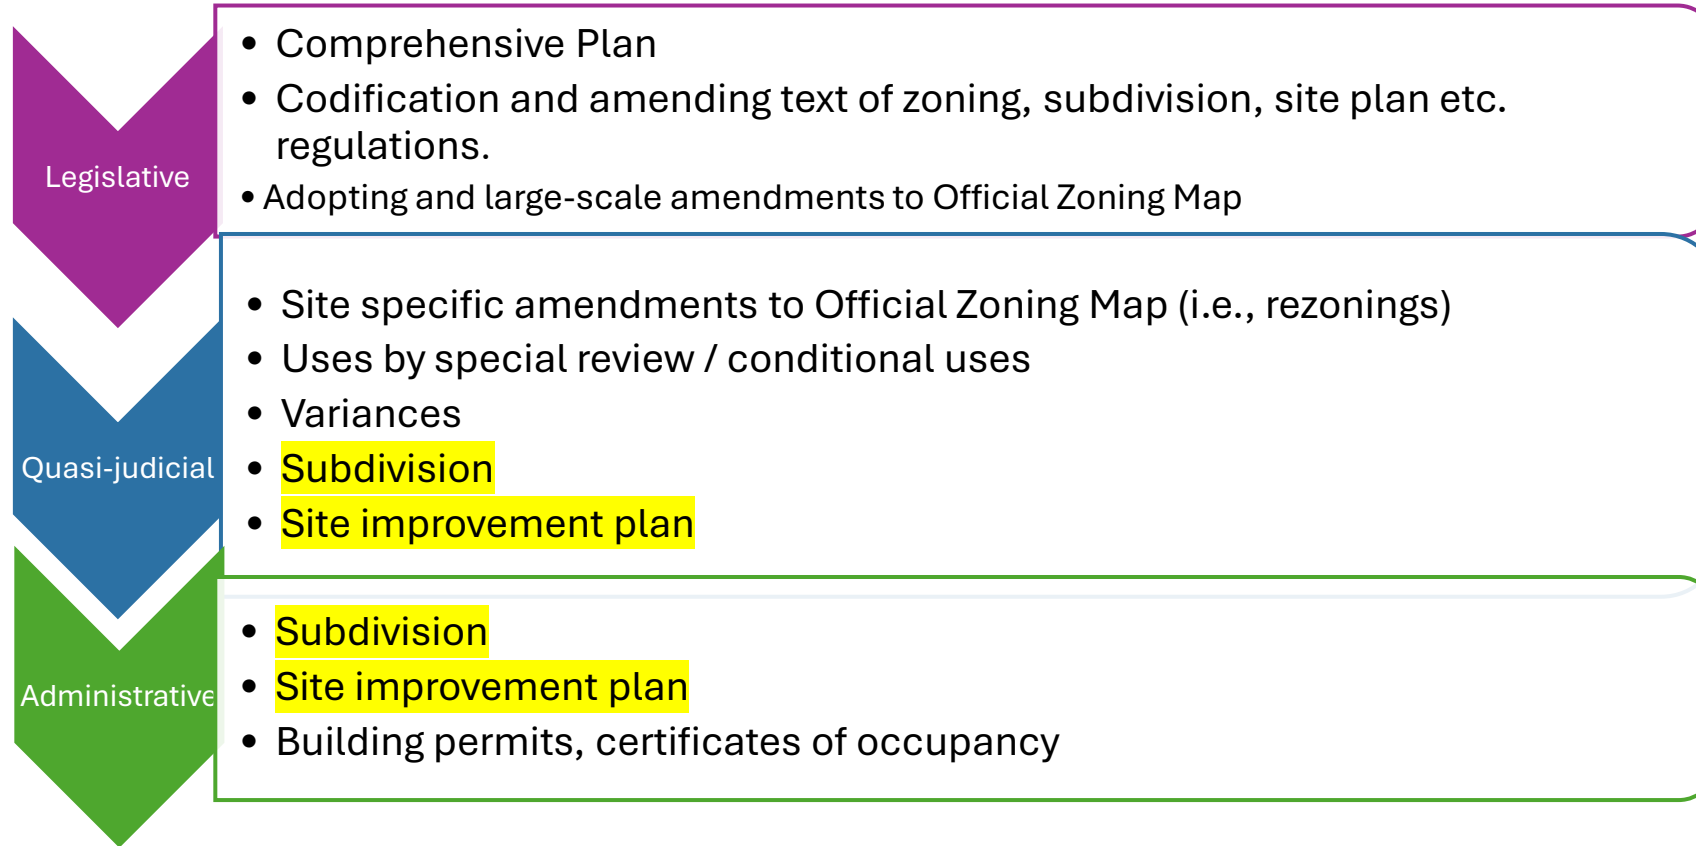 Legislative
• Comprehensive Plan
• Codification and amending text of zoning, subdivision, site plan etc.
regulations.
• Adopting and large-scale amendments to Official Zoning Map
Quasi-judicial
• Site specific amendments to Official Zoning Map (i.e., rezonings)
• Uses by special review / conditional uses
• Variances
• Subdivision
• Site improvement plan
Administrative
• Subdivision
• Site improvement plan
• Building permits, certificates of occupancy